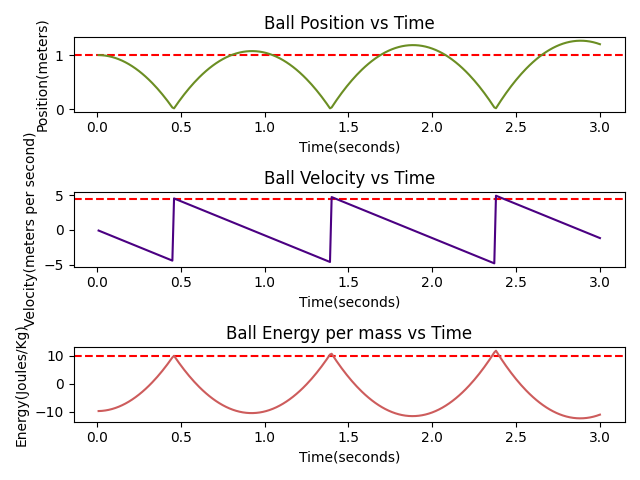 Ball Position vs Time
Position(meters)
1
0
0.0 0.5 1.0 1.5 2.0 2.5 3.0
Time(seconds)
Ball Velocity vs Time
Velocity(meters per second)
5
0
−5
0.0 0.5 1.0 1.5 2.0 2.5 3.0
Time(seconds)
Ball Energy per mass vs Time
Energy(Joules/Kg)
10
0
−10
0.0 0.5 1.0 1.5 2.0 2.5 3.0
Time(seconds)